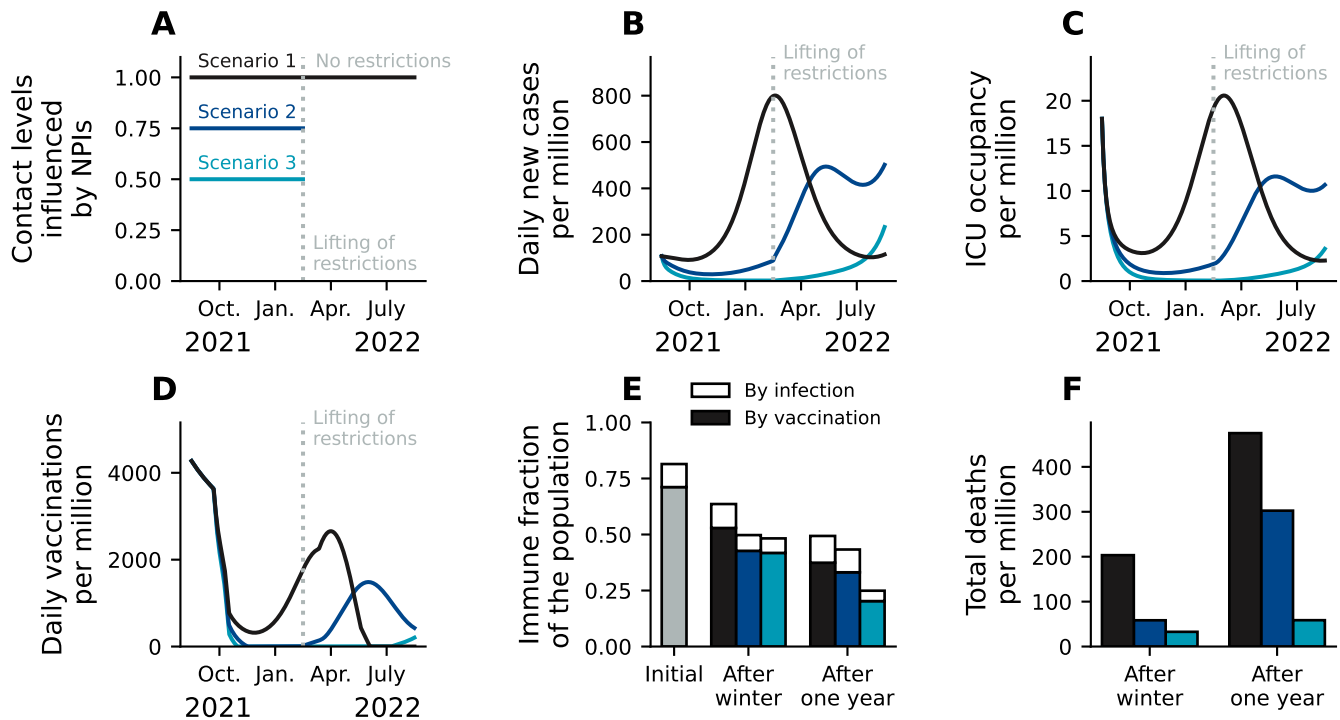 A
Contact levels
influenced
by NPIs
1.00
0.75
0.50
0.25
0.00
Scenario 1
Scenario 2
Scenario 3
No restrictions
Lifting of
restrictions
Oct. Jan. Apr. July
2021 2022
B
Daily new cases
per million
800
600
400
200
0
Lifting of
restrictions
Oct. Jan. Apr. July
2021 2022
C
ICU occupancy
per million
20
15
10
5
0
Lifting of
restrictions
Oct. Jan. Apr. July
2021 2022
D
Daily vaccinations
per million
4000
2000
0
Lifting of
restrictions
Oct. Jan. Apr. July
2021 2022
E
By infection
By vaccination
Immune fraction
of the population
1.00
0.75
0.50
0.25
0.00
Initial
After
winter
After
one year
F
Total deaths
per million
400
300
200
100
0
After
winter
After
one year